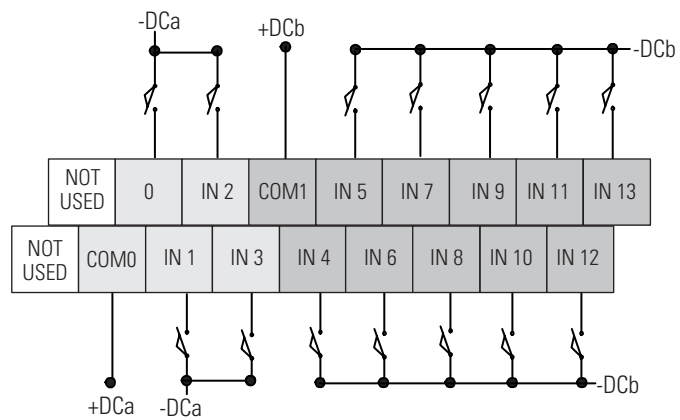 -DCa
+DCb
-DCb
NOT USED
0
IN 2
COM1
IN 5
IN 7
IN 9
IN 11
IN 13
NOT USED
COM0
IN 1
IN 3
IN 4
IN 6
IN 8
IN 10
IN 12
+DCa
-DCa
-DCb